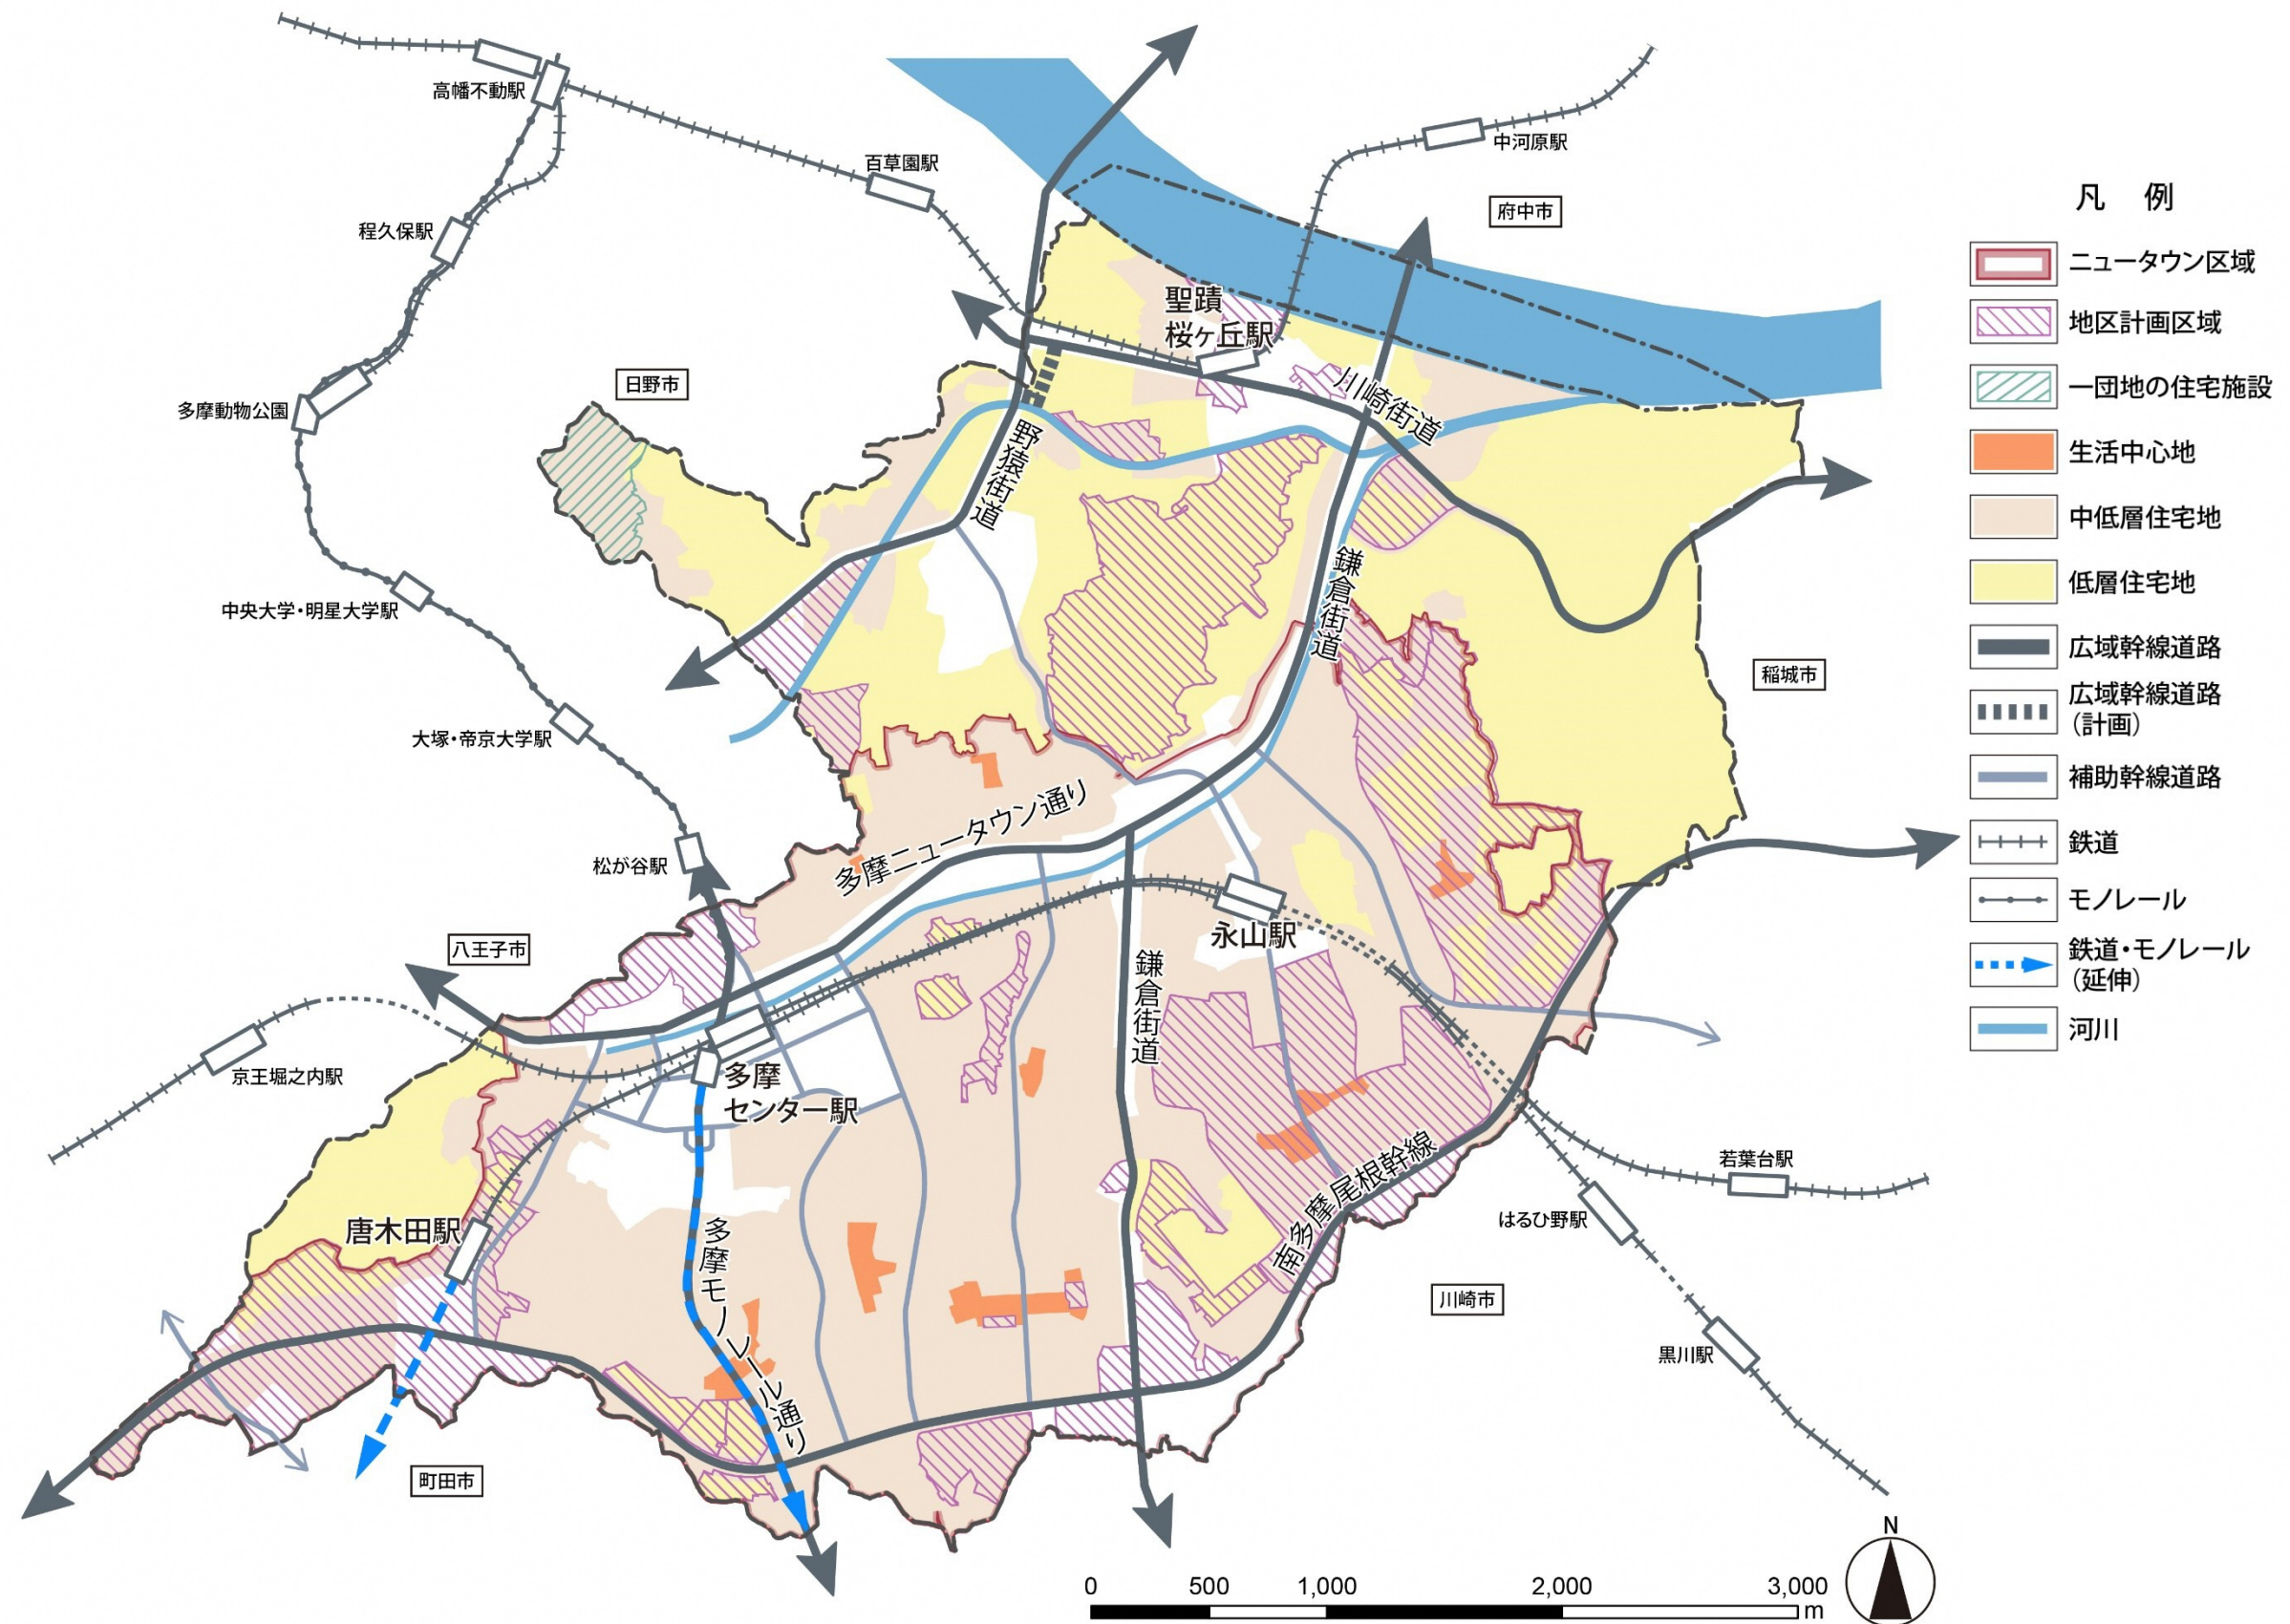 高幡不動駅
百草園駅
中河原駅
府中市
程久保駅
聖蹟
桜ヶ丘駅
日野市
多摩動物公園
川崎街道
野猿街道
鎌倉街道
中央大学・明星大学駅
稲城市
大塚・帝京大学駅
多摩ニュータウン通り
松が谷駅
八王子市
永山駅
鎌倉街道
京王堀之内駅
多摩
センター駅
若葉台駅
はるひ野駅
南多摩尾根幹線
唐木田駅
多摩モノレール通り
川崎市
黒川駅
町田市
凡 例
ニュータウン区域
地区計画区域
一団地の住宅施設
生活中心地
中低層住宅地
低層住宅地
広域幹線道路
広域幹線道路
(計画)
補助幹線道路
鉄道
モノレール
鉄道・モノレール
(延伸)
河川
N
0 500 1,000 2,000 3,000
m